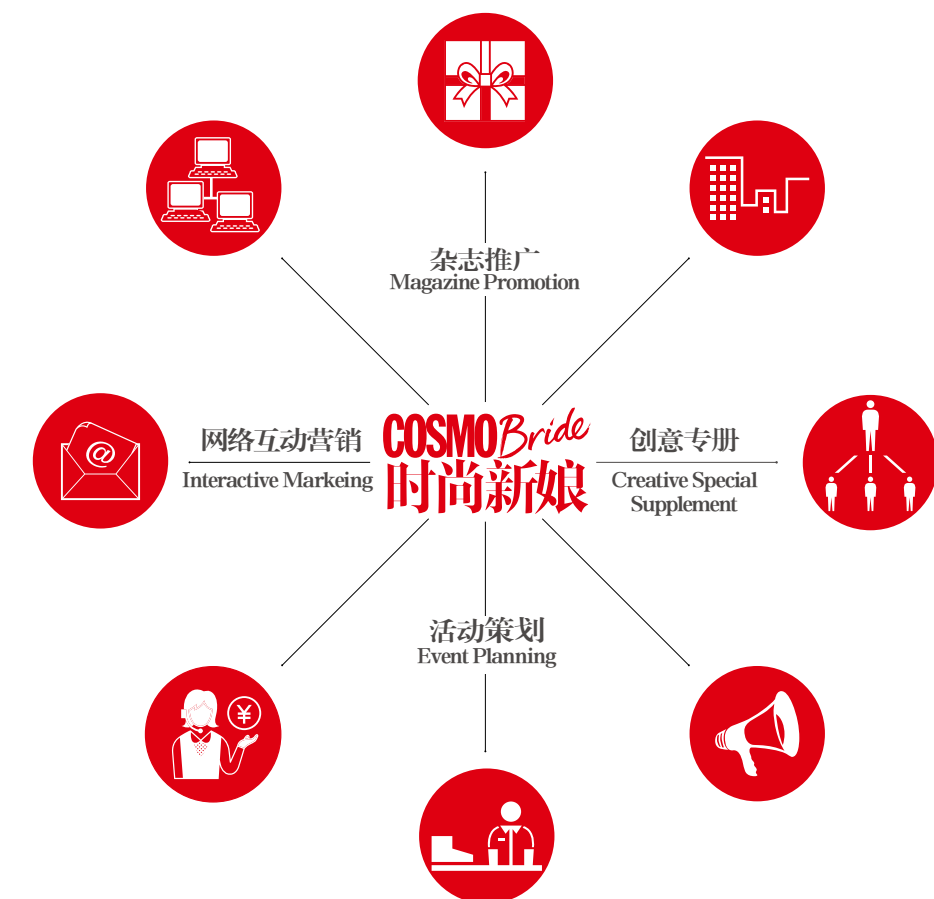 杂志推广
Magazine Promotion
网络互动营销
Interactive Markeing
COSMO Bride
时尚新娘
创意专册
Creative Special
Supplement
活动策划
Event Planning
@
¥